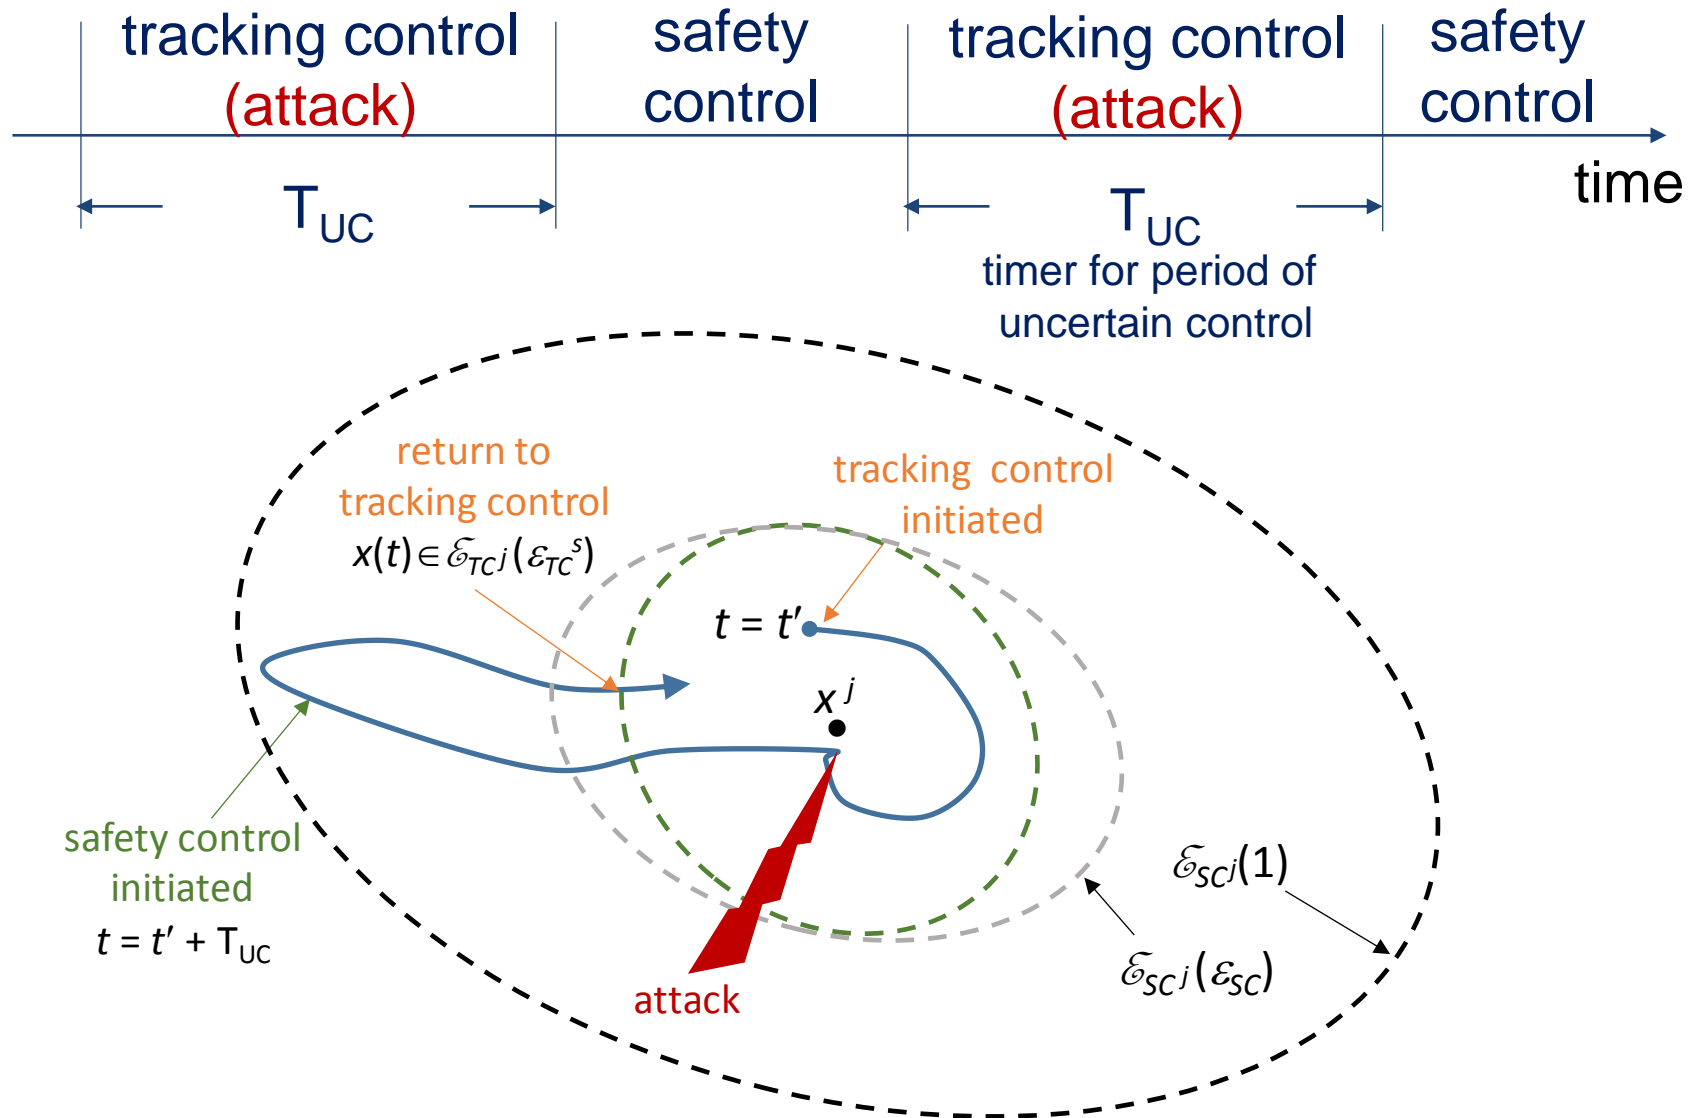 tracking control
(attack)
safety
control
tracking control
(attack)
safety
control
time
T_UC
T_UC
timer for period of
uncertain control
return to
tracking control
x(t) ∈ ℰ_TC^j (ε_TC^s)
tracking control
initiated
t = t′
x^j
safety control
initiated
t = t′ + T_UC
ℰ_SC^j(1)
ℰ_SC^j (ε_SC)
attack